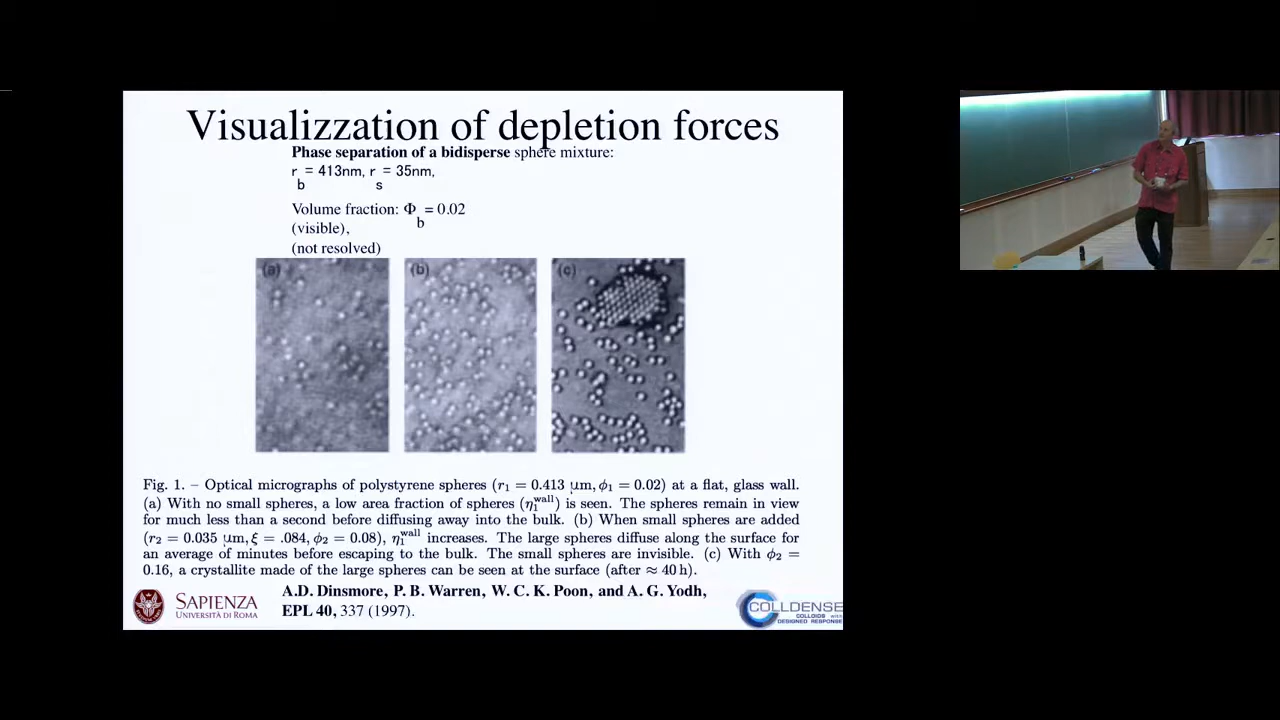 Visualizzation of depletion forces
Phase separation of a bidisperse sphere mixture:
r_b = 413nm, r_s = 35nm,
Volume fraction: Φ_b = 0.02
(visible),
(not resolved)
(a) (b) (c)
Fig. 1. – Optical micrographs of polystyrene spheres (r₁ = 0.413 μm, ϕ₁ = 0.02) at a flat, glass wall.
(a) With no small spheres, a low area fraction of spheres (η₁^wall) is seen. The spheres remain in view
for much less than a second before diffusing away into the bulk. (b) When small spheres are added
(r₂ = 0.035 μm, ξ = .084, ϕ₂ = 0.08), η₁^wall increases. The large spheres diffuse along the surface for
an average of minutes before escaping to the bulk. The small spheres are invisible. (c) With ϕ₂ =
0.16, a crystallite made of the large spheres can be seen at the surface (after ≈ 40 h).
A.D. Dinsmore, P. B. Warren, W. C. K. Poon, and A. G. Yodh,
EPL 40, 337 (1997).
SAPIENZA
UNIVERSITÀ DI ROMA
COLLDENSE
COLLOIDS with
DESIGNED RESPONSE